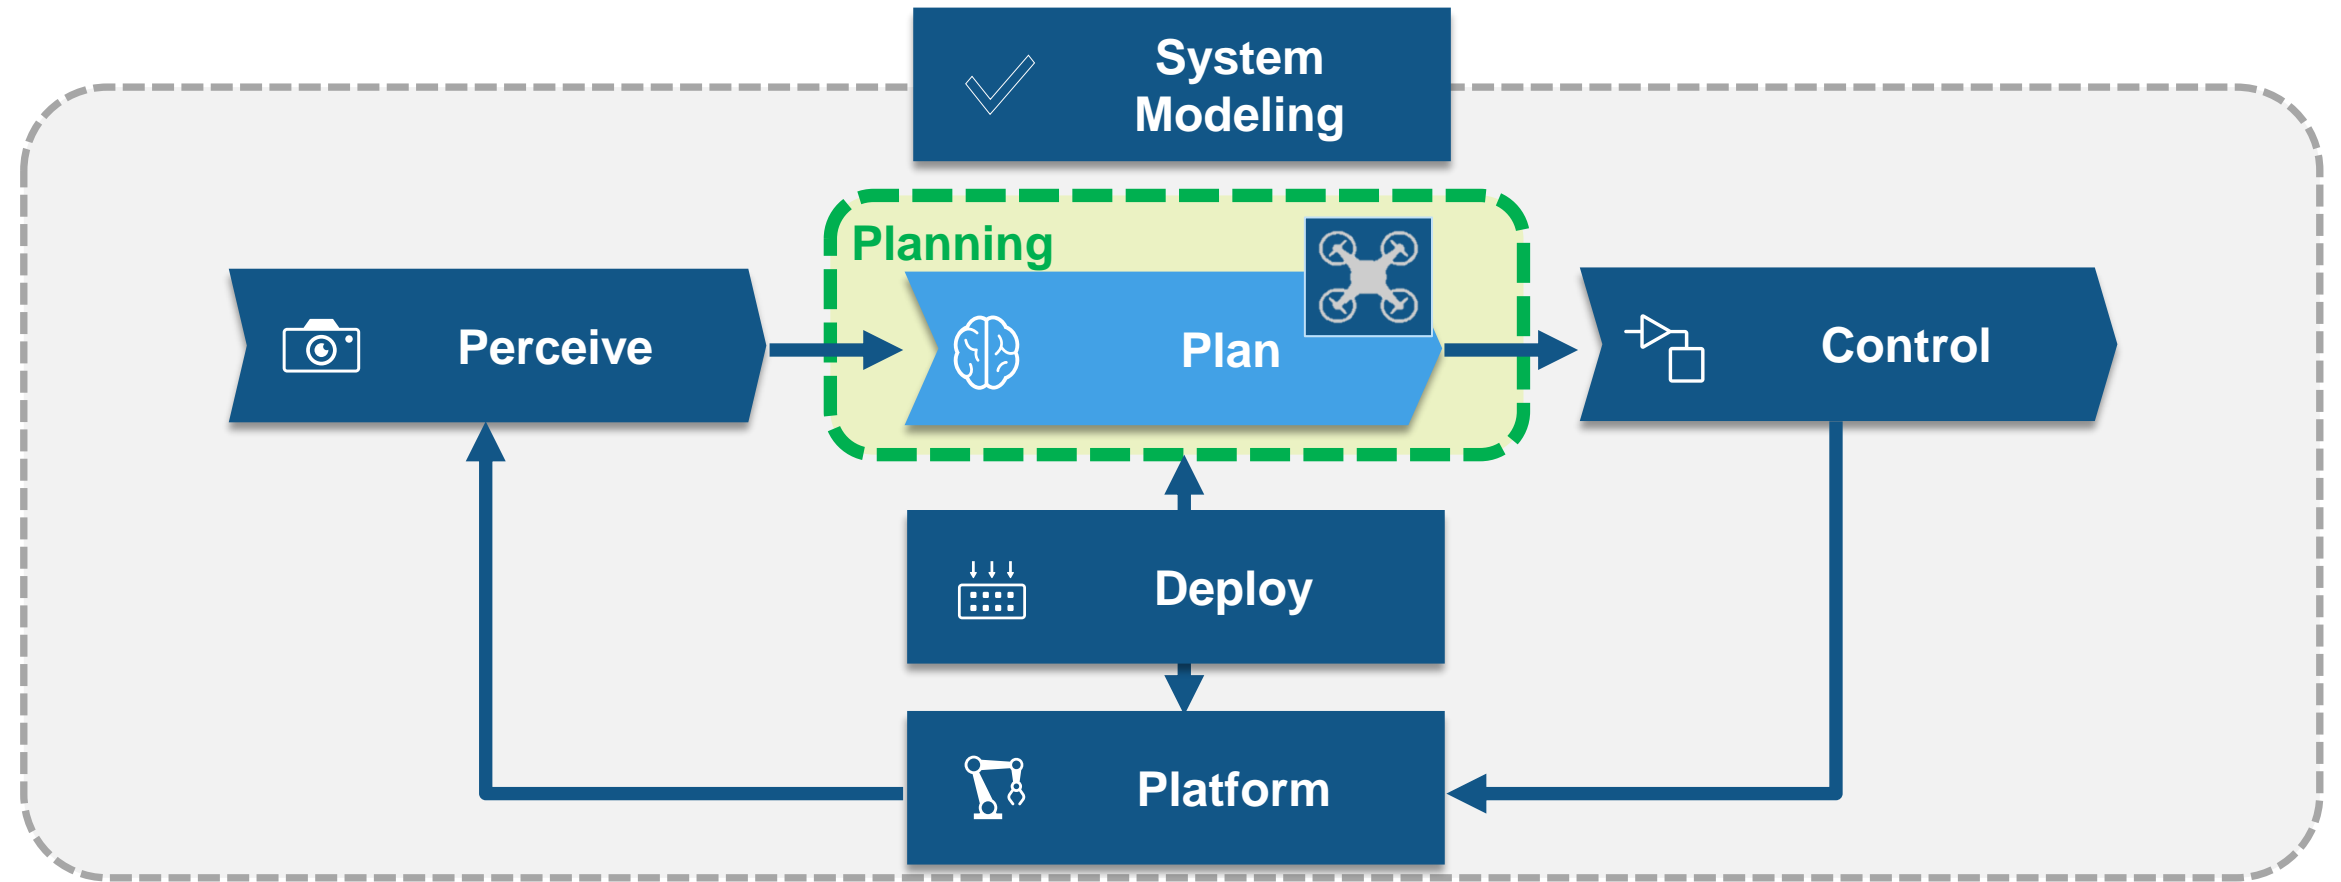 System
Modeling
Planning
Perceive
Plan
Control
Deploy
Platform